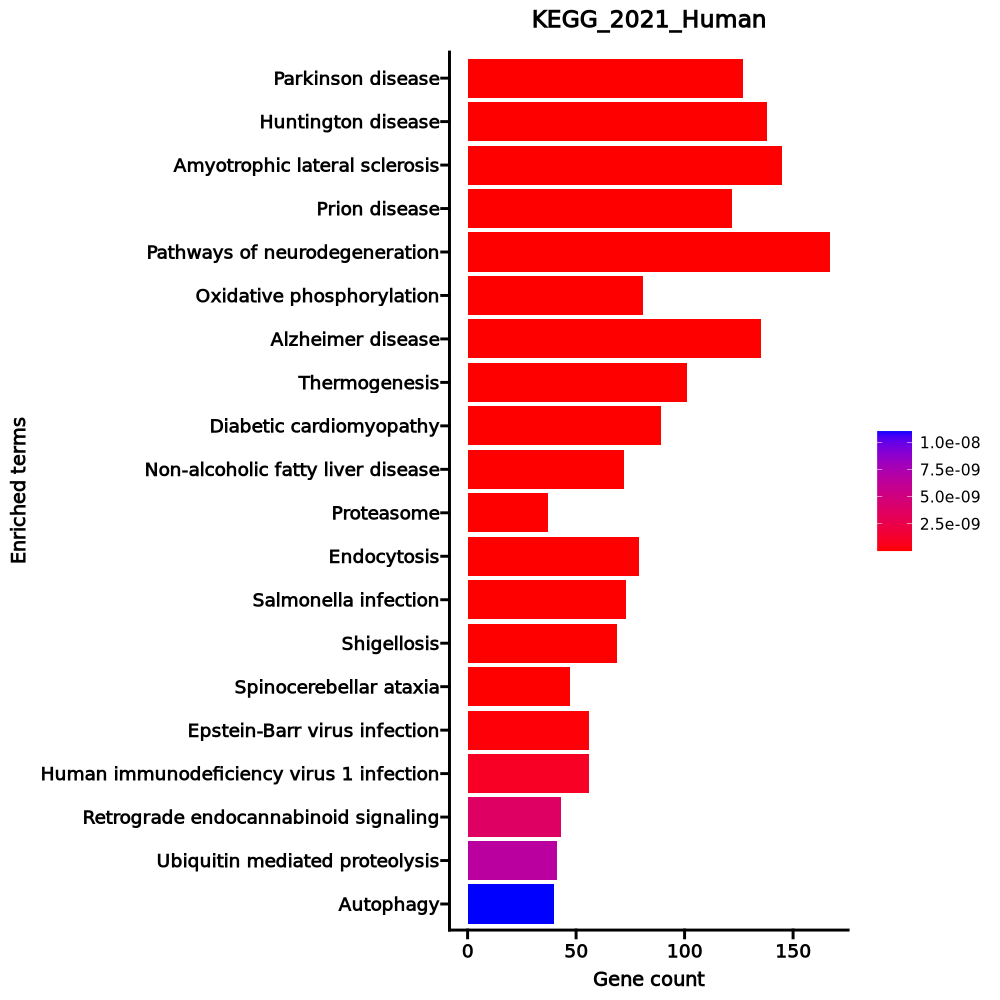 KEGG_2021_Human
Parkinson disease
Huntington disease
Amyotrophic lateral sclerosis
Prion disease
Pathways of neurodegeneration
Oxidative phosphorylation
Alzheimer disease
Thermogenesis
Diabetic cardiomyopathy
Non-alcoholic fatty liver disease
Proteasome
Endocytosis
Salmonella infection
Shigellosis
Spinocerebellar ataxia
Epstein-Barr virus infection
Human immunodeficiency virus 1 infection
Retrograde endocannabinoid signaling
Ubiquitin mediated proteolysis
Autophagy
Enriched terms
0
50
100
150
Gene count
1.0e-08
7.5e-09
5.0e-09
2.5e-09